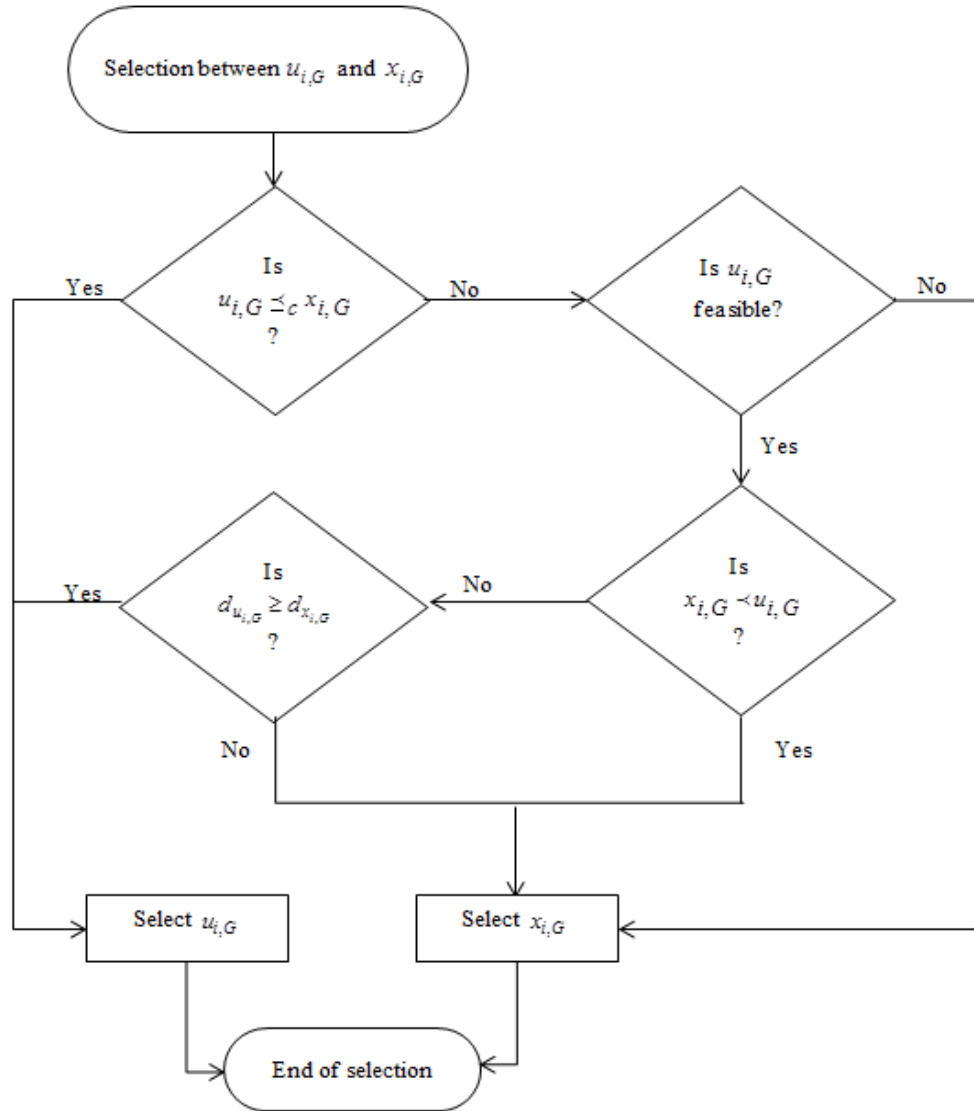 Selection between u_{i,G} and x_{i,G}
Is
u_{i,G} ⪯_c x_{i,G}
?
Yes
No
Is u_{i,G}
feasible?
No
Yes
Is
d_{u_{i,G}} ≥ d_{x_{i,G}}
?
Yes
No
Is
x_{i,G} ≺ u_{i,G}
?
No
Yes
Select u_{i,G}
Select x_{i,G}
End of selection